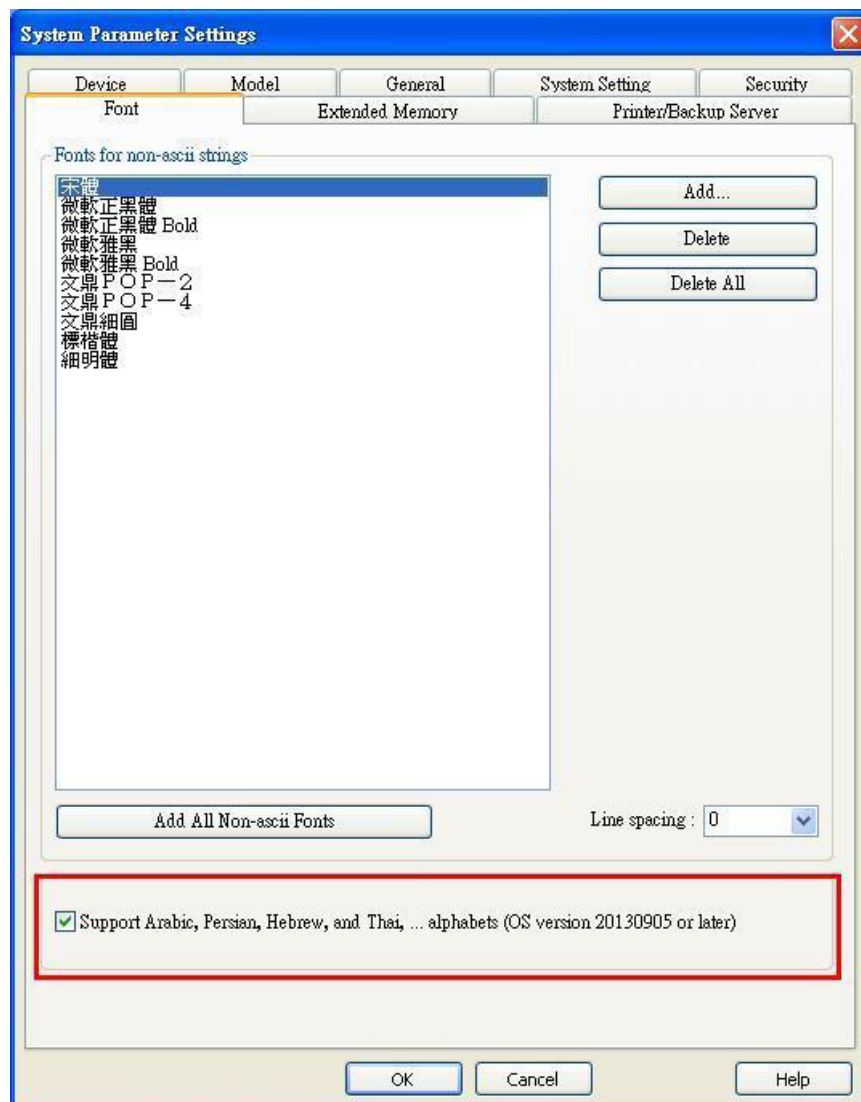 System Parameter Settings
Device Model General System Setting Security
Font Extended Memory Printer/Backup Server
Fonts for non-ascii strings
宋體
微軟正黑體
微軟正黑體 Bold
微軟雅黑
微軟雅黑 Bold
文鼎ＰＯＰ－2
文鼎ＰＯＰ－4
文鼎細圓
標楷體
細明體
Add...
Delete
Delete All
Add All Non-ascii Fonts
Line spacing : 0
Support Arabic, Persian, Hebrew, and Thai, ... alphabets (OS version 20130905 or later)
OK Cancel Help